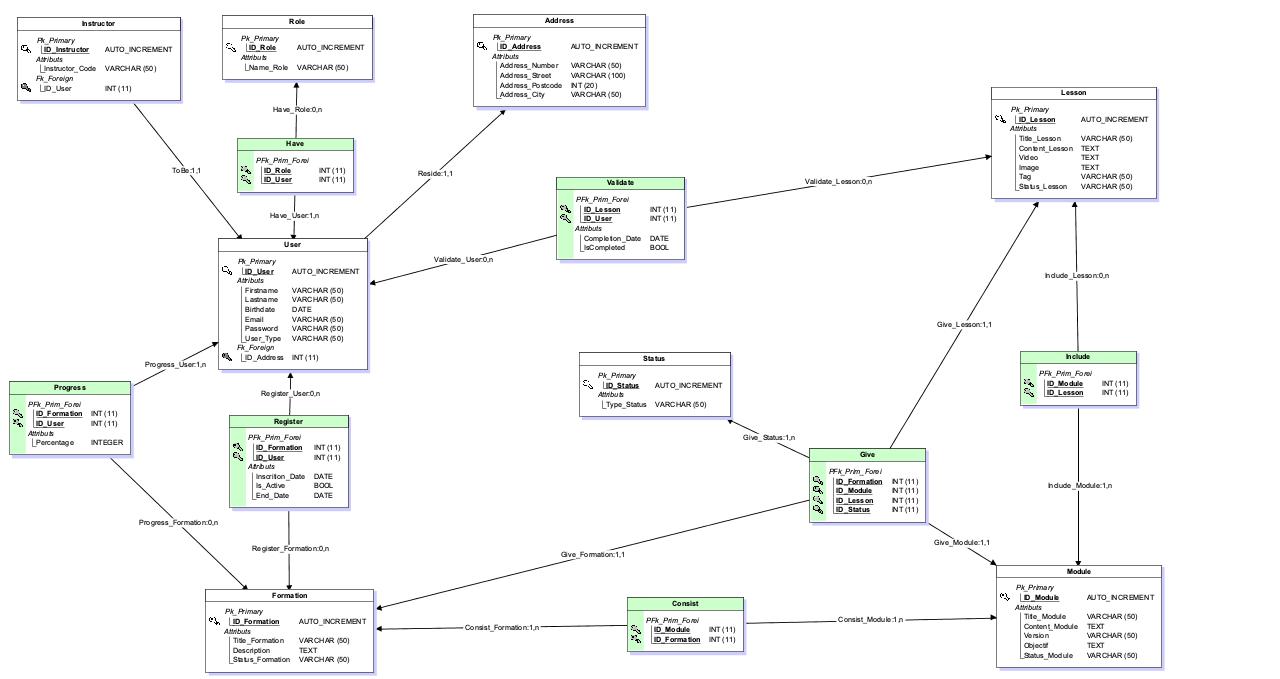 Instructor
Pk_Primary
ID_Instructor AUTO_INCREMENT
Attributs
Instructor_Code VARCHAR (50)
Fk_Foreign
ID_User INT (11)
Role
Pk_Primary
ID_Role AUTO_INCREMENT
Attributs
Name_Role VARCHAR (50)
Address
Pk_Primary
ID_Address AUTO_INCREMENT
Attributs
Address_Number VARCHAR (50)
Address_Street VARCHAR (100)
Address_Postcode INT (20)
Address_City VARCHAR (50)
Lesson
Pk_Primary
ID_Lesson AUTO_INCREMENT
Attributs
Title_Lesson VARCHAR (50)
Content_Lesson TEXT
Video TEXT
Image TEXT
Tag VARCHAR (50)
Status_Lesson VARCHAR (50)
Have_Role:0,n
Have
PFk_Prim_Forei
ID_Role INT (11)
ID_User INT (11)
ToBe:1,1
Reside:1,1
Have_User:1,n
Validate
PFk_Prim_Forei
ID_Lesson INT (11)
ID_User INT (11)
Attributs
Completion_Date DATE
IsCompleted BOOL
Validate_Lesson:0,n
Validate_User:0,n
User
Pk_Primary
ID_User AUTO_INCREMENT
Attributs
Firstname VARCHAR (50)
Lastname VARCHAR (50)
Birthdate DATE
Email VARCHAR (50)
Password VARCHAR (50)
User_Type VARCHAR (50)
Fk_Foreign
ID_Address INT (11)
Include_Lesson:0,n
Give_Lesson:1,1
Progress_User:1,n
Register_User:0,n
Status
Pk_Primary
ID_Status AUTO_INCREMENT
Attributs
Type_Status VARCHAR (50)
Include
PFk_Prim_Forei
ID_Module INT (11)
ID_Lesson INT (11)
Progress
PFk_Prim_Forei
ID_Formation INT (11)
ID_User INT (11)
Attributs
Percentage INTEGER
Register
PFk_Prim_Forei
ID_Formation INT (11)
ID_User INT (11)
Attributs
Inscrition_Date DATE
Is_Active BOOL
End_Date DATE
Give_Status:1,n
Give
PFk_Prim_Forei
ID_Formation INT (11)
ID_Module INT (11)
ID_Lesson INT (11)
ID_Status INT (11)
Include_Module:1,n
Progress_Formation:0,n
Register_Formation:0,n
Give_Formation:1,1
Give_Module:1,1
Formation
Pk_Primary
ID_Formation AUTO_INCREMENT
Attributs
Title_Formation VARCHAR (50)
Description TEXT
Status_Formation VARCHAR (50)
Consist_Formation:1,n
Consist
PFk_Prim_Forei
ID_Module INT (11)
ID_Formation INT (11)
Consist_Module:1,n
Module
Pk_Primary
ID_Module AUTO_INCREMENT
Attributs
Title_Module VARCHAR (50)
Content_Module TEXT
Version VARCHAR (50)
Objectif TEXT
Status_Module VARCHAR (50)